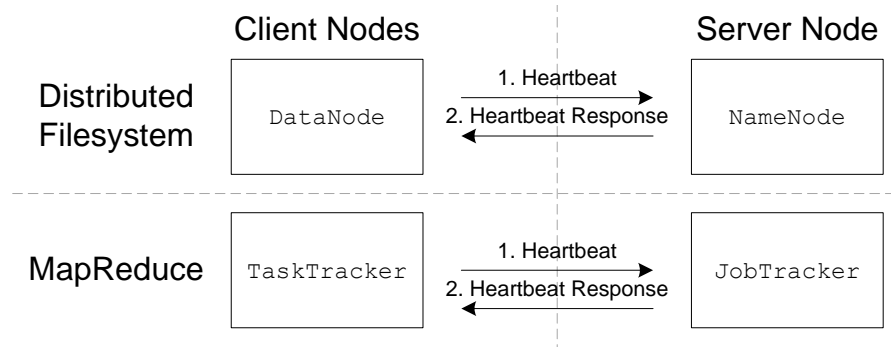 Client Nodes
Server Node
Distributed
Filesystem
DataNode
1. Heartbeat
2. Heartbeat Response
NameNode
MapReduce
TaskTracker
1. Heartbeat
2. Heartbeat Response
JobTracker